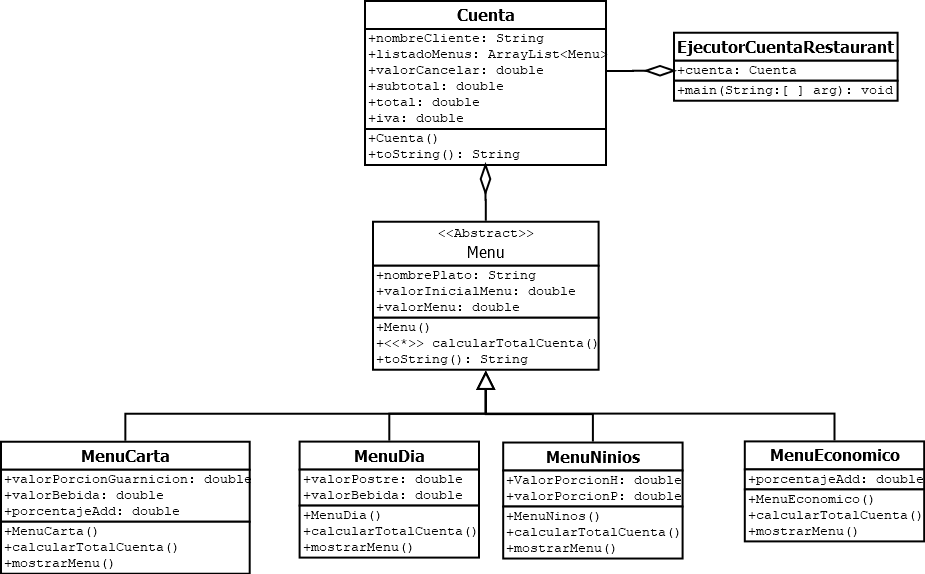 Cuenta
+nombreCliente: String
+listadoMenus: ArrayList<Menu>
+valorCancelar: double
+subtotal: double
+total: double
+iva: double
+Cuenta()
+toString(): String
EjecutorCuentaRestaurant
+cuenta: Cuenta
+main(String:[ ] arg): void
<<Abstract>>
Menu
+nombrePlato: String
+valorInicialMenu: double
+valorMenu: double
+Menu()
+<<*>> calcularTotalCuenta()
+toString(): String
MenuCarta
+valorPorcionGuarnicion: double
+valorBebida: double
+porcentajeAdd: double
+MenuCarta()
+calcularTotalCuenta()
+mostrarMenu()
MenuDia
+valorPostre: double
+valorBebida: double
+MenuDia()
+calcularTotalCuenta()
+mostrarMenu()
MenuNinios
+ValorPorcionH: double
+valorPorcionP: double
+MenuNinos()
+calcularTotalCuenta()
+mostrarMenu()
MenuEconomico
+porcentajeAdd: double
+MenuEconomico()
+calcularTotalCuenta()
+mostrarMenu()